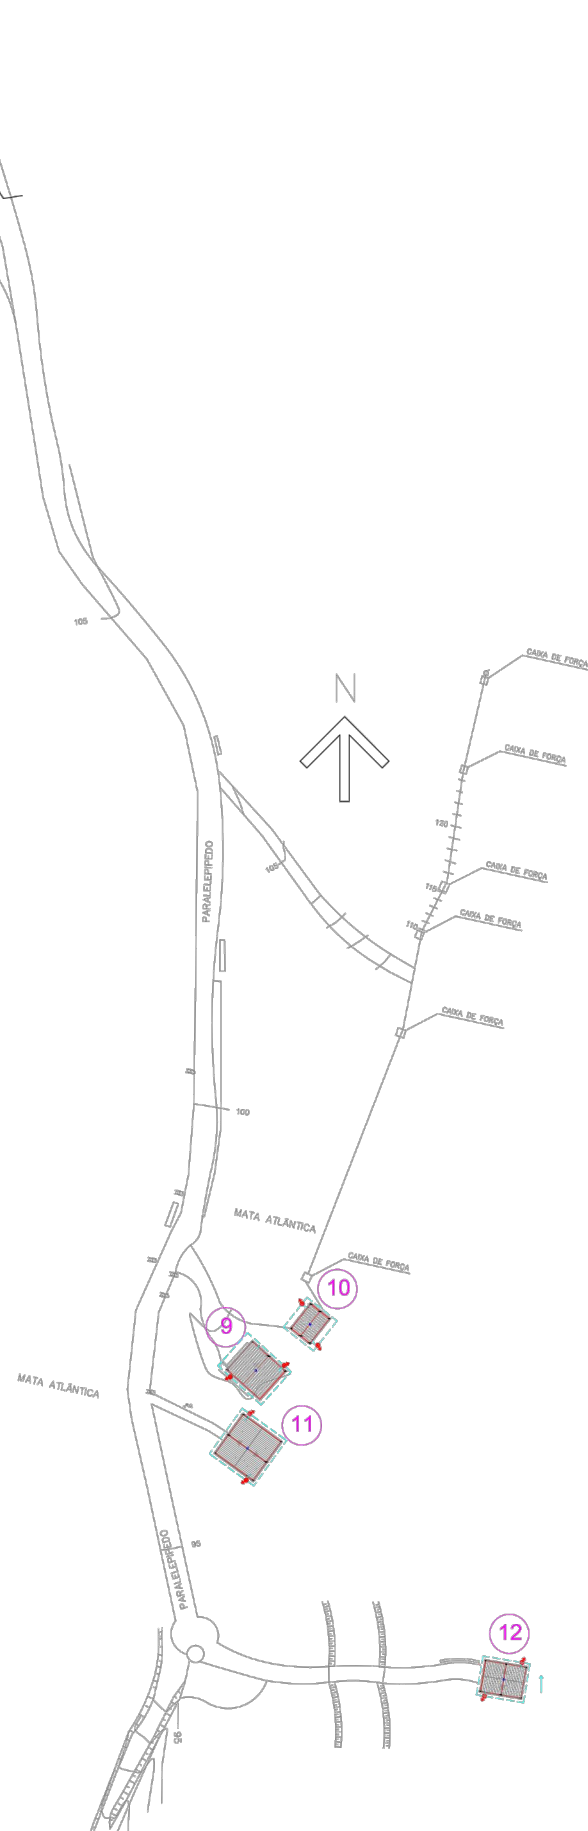 105
CAIXA DE FORÇA
N
CAIXA DE FORÇA
120
PARALELEPIPEDO
105
CAIXA DE FORÇA
115
CAIXA DE FORÇA
110
CAIXA DE FORÇA
100
MATA ATLÂNTICA
CAIXA DE FORÇA
10
9
MATA ATLÂNTICA
11
95
PARALELEPIPEDO
12
95